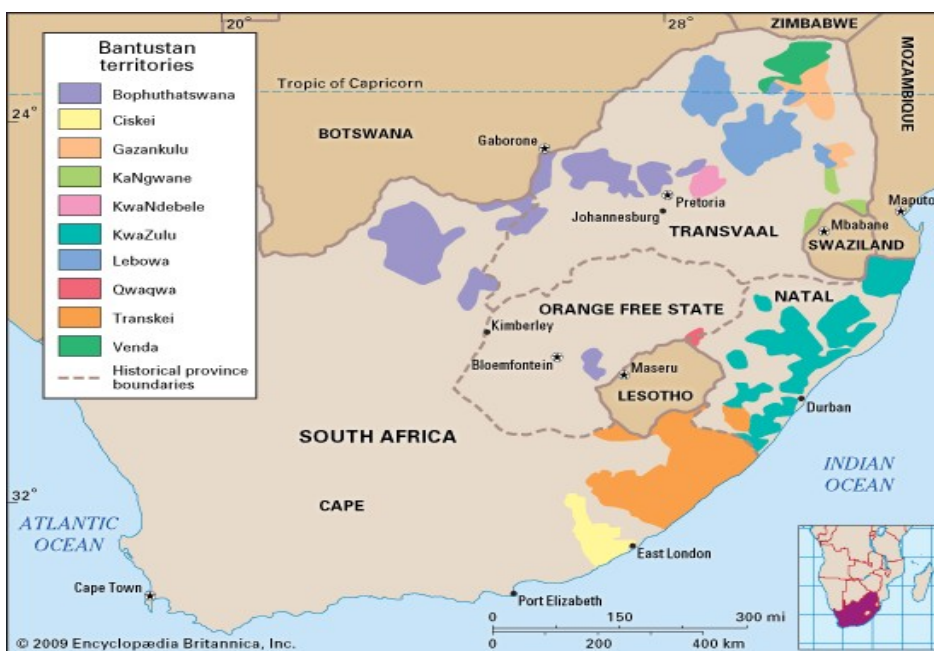 20°
28°
ZIMBABWE
MOZAMBIQUE
Bantustan
territories
Bophuthatswana
Ciskei
Gazankulu
KaNgwane
KwaNdebele
KwaZulu
Lebowa
Qwaqwa
Transkei
Venda
Historical province
boundaries
Tropic of Capricorn
24°
BOTSWANA
Gaborone
Pretoria
Johannesburg
Maputo
Mbabane
TRANSVAAL
SWAZILAND
ORANGE FREE STATE
NATAL
Kimberley
Bloemfontein
Maseru
LESOTHO
Durban
SOUTH AFRICA
INDIAN
OCEAN
32°
CAPE
ATLANTIC
OCEAN
East London
Cape Town
Port Elizabeth
0 150 300 mi
0 200 400 km
© 2009 Encyclopædia Britannica, Inc.